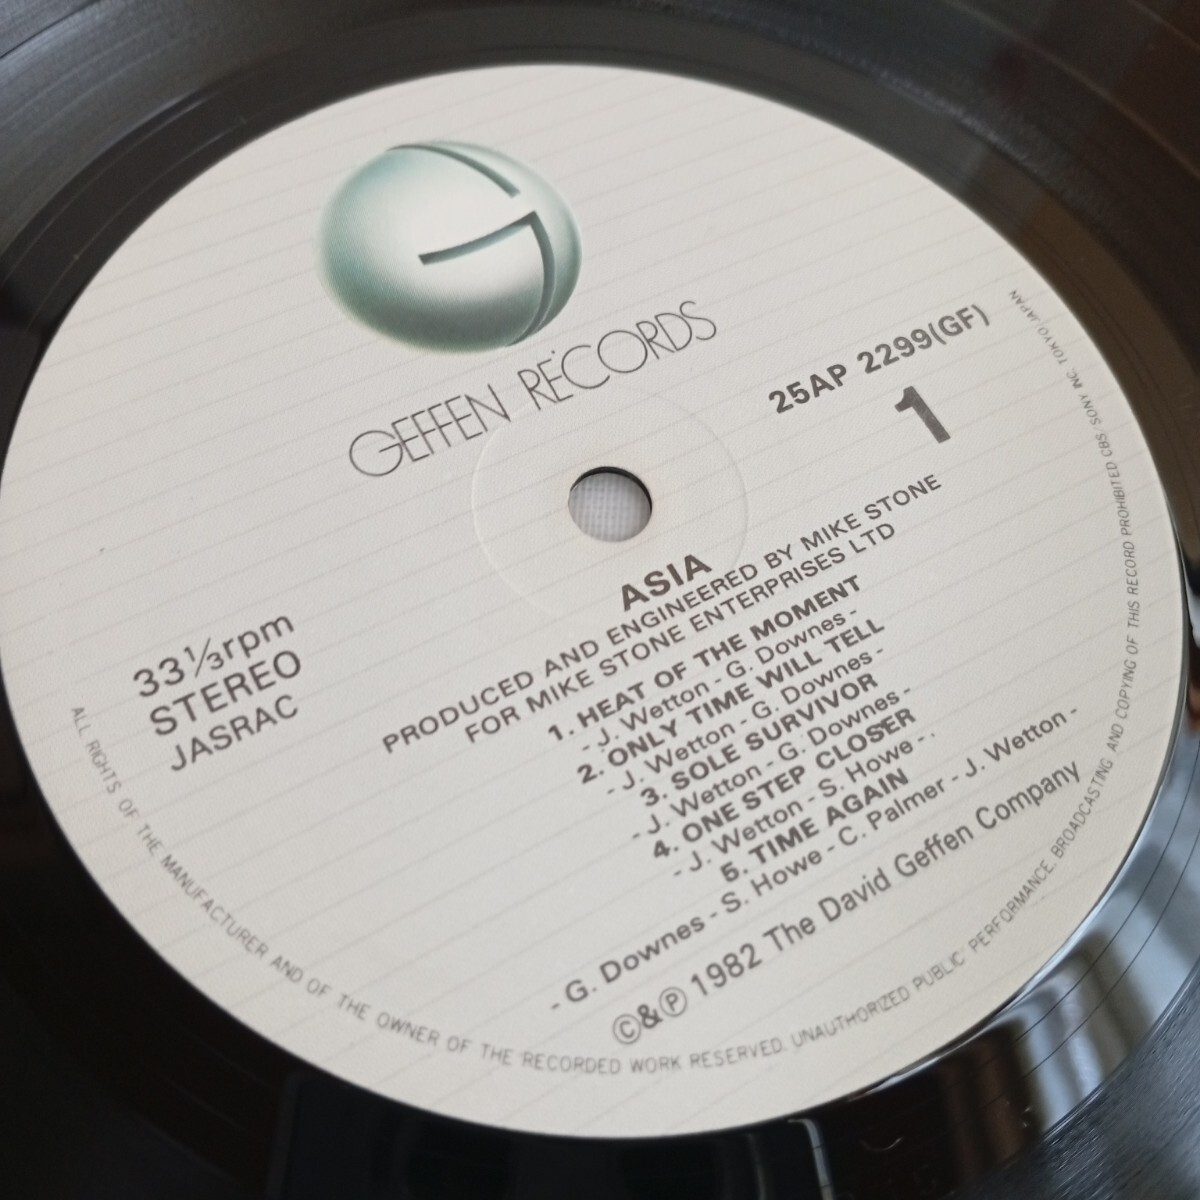 GEFFEN RECORDS
25AP 2299(GF)
1
33⅓rpm
STEREO
JASRAC
ASIA
PRODUCED AND ENGINEERED BY MIKE STONE
FOR MIKE STONE ENTERPRISES LTD
1. HEAT OF THE MOMENT
- J. Wetton - G. Downes -
2. ONLY TIME WILL TELL
- J. Wetton - G. Downes -
3. SOLE SURVIVOR
- J. Wetton - G. Downes -
4. ONE STEP CLOSER
- J. Wetton - S. Howe -
5. TIME AGAIN
- G. Downes - S. Howe - C. Palmer - J. Wetton -
©&℗ 1982 The David Geffen Company
ALL RIGHTS OF THE MANUFACTURER AND OF THE OWNER OF THE RECORDED WORK RESERVED. UNAUTHORIZED PUBLIC PERFORMANCE, BROADCASTING AND COPYING OF THIS RECORD PROHIBITED CBS/SONY INC. TOKYO JAPAN